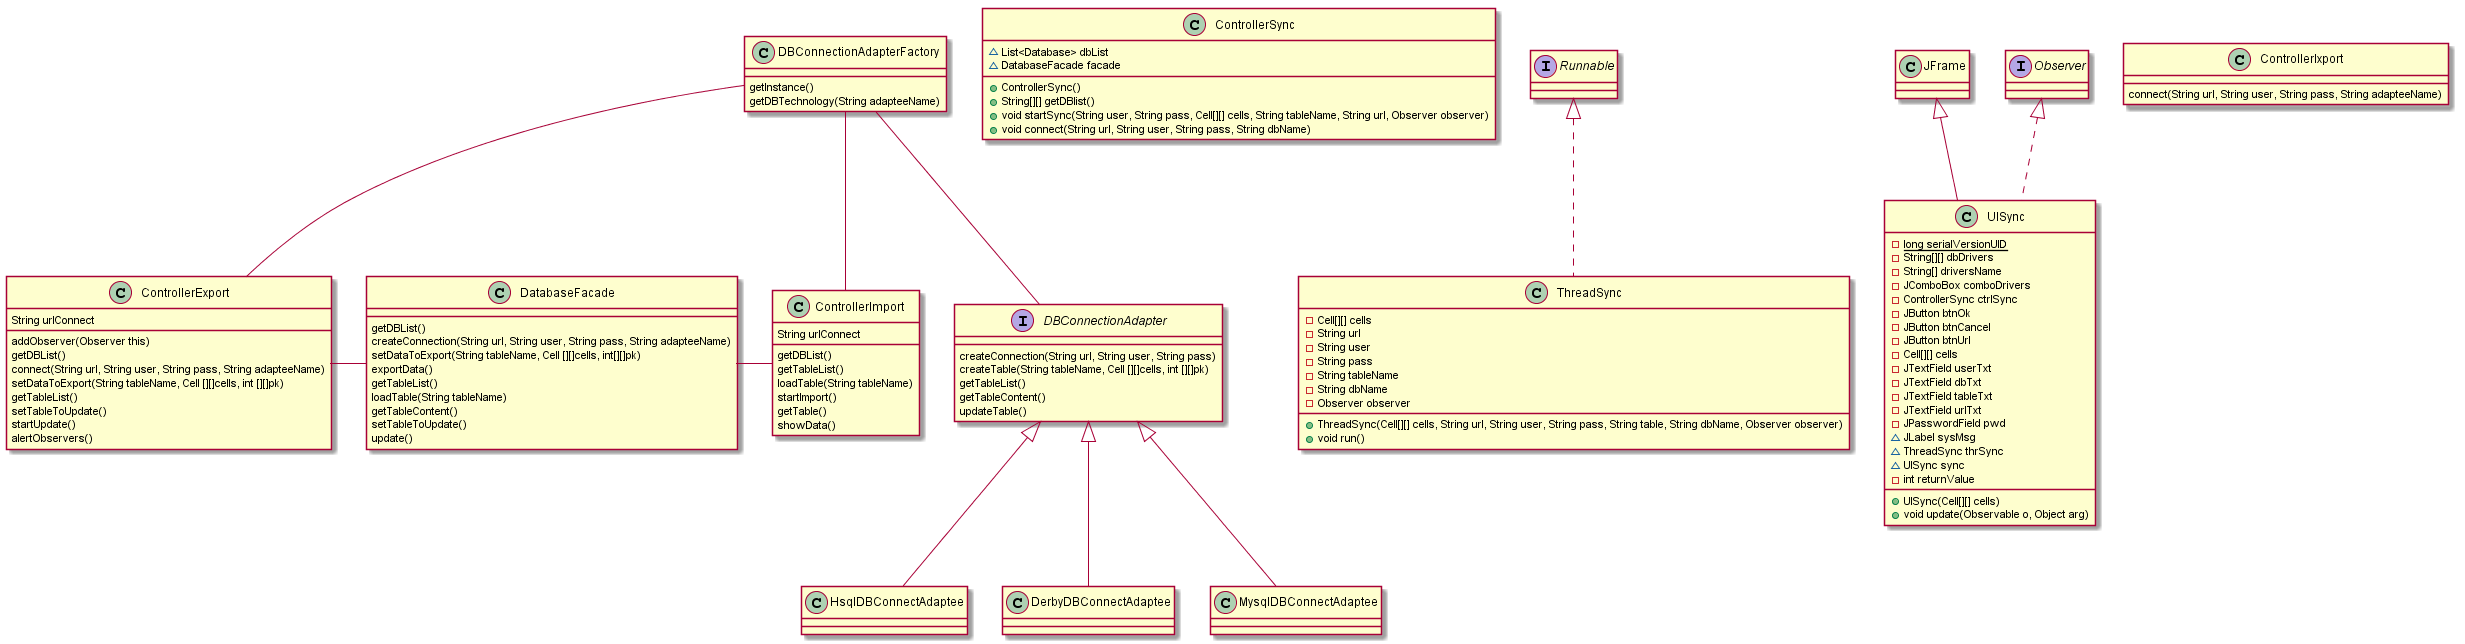 C DBConnectionAdapterFactory
getInstance()
getDBTechnology(String adapteeName)
C ControllerSync
List<Database> dbList
DatabaseFacade facade
ControllerSync()
String[][] getDBlist()
void startSync(String user, String pass, Cell[][] cells, String tableName, String url, Observer observer)
void connect(String url, String user, String pass, String dbName)
I Runnable
C JFrame
I Observer
C ControllerIxport
connect(String url, String user, String pass, String adapteeName)
C ControllerExport
String urlConnect
addObserver(Observer this)
getDBList()
connect(String url, String user, String pass, String adapteeName)
setDataToExport(String tableName, Cell [][]cells, int [][]pk)
getTableList()
setTableToUpdate()
startUpdate()
alertObservers()
C DatabaseFacade
getDBList()
createConnection(String url, String user, String pass, String adapteeName)
setDataToExport(String tableName, Cell [][]cells, int[][]pk)
exportData()
getTableList()
loadTable(String tableName)
getTableContent()
setTableToUpdate()
update()
C ControllerImport
String urlConnect
getDBList()
getTableList()
loadTable(String tableName)
startImport()
getTable()
showData()
I DBConnectionAdapter
createConnection(String url, String user, String pass)
createTable(String tableName, Cell [][]cells, int [][]pk)
getTableList()
getTableContent()
updateTable()
C ThreadSync
Cell[][] cells
String url
String user
String pass
String tableName
String dbName
Observer observer
ThreadSync(Cell[][] cells, String url, String user, String pass, String table, String dbName, Observer observer)
void run()
C UISync
long serialVersionUID
String[][] dbDrivers
String[] driversName
JComboBox comboDrivers
ControllerSync ctrlSync
JButton btnOk
JButton btnCancel
JButton btnUrl
Cell[][] cells
JTextField userTxt
JTextField dbTxt
JTextField tableTxt
JTextField urlTxt
JPasswordField pwd
JLabel sysMsg
ThreadSync thrSync
UISync sync
int returnValue
UISync(Cell[][] cells)
void update(Observable o, Object arg)
C HsqlDBConnectAdaptee
C DerbyDBConnectAdaptee
C MysqlDBConnectAdaptee